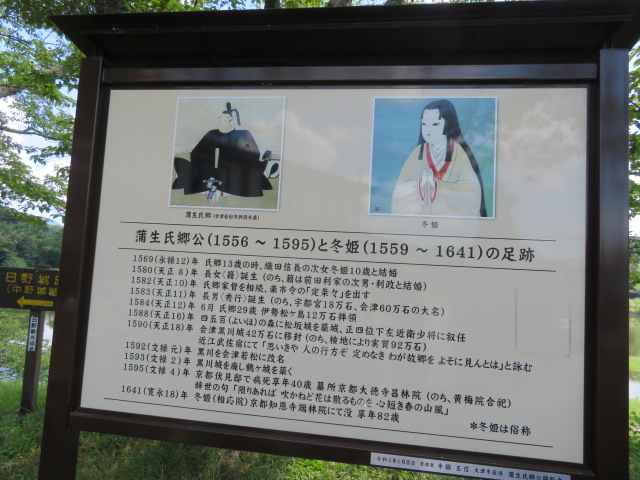 蒲生氏郷 (会津若松市興徳寺蔵)
冬姫
蒲生氏郷公(1556 ～ 1595)と冬姫(1559 ～ 1641)の足跡
1569(永禄12)年 氏郷13歳の時、織田信長の次女冬姫10歳と結婚
1580(天正 8)年 長女(籍)誕生 (のち、籍は前田利家の次男・利政と結婚)
1582(天正10)年 氏郷家督を相続、楽市令の「定条々」を出す
1583(天正11)年 長男(秀行)誕生 (のち、宇都宮18万石、会津60万石の大名)
1584(天正12)年 6月 氏郷29歳 伊勢松ヶ島12万石拝領
1588(天正16)年 四五百(よいほ)の森に松坂城を築城、正四位下左近衛少将に叙任
1590(天正18)年 会津黒川城42万石に移封 (のち、検地により実質92万石)
近江武佐宿にて「思いきや 人の行方ぞ 定めなき わが故郷を よそに見んとは」と詠む
1592(文禄 元)年 黒川を会津若松に改名
1593(文禄 2)年 黒川城を廃し鶴ヶ城を築く
1595(文禄 4)年 京都伏見邸で病死享年40歳 墓所京都大徳寺昌林院 (のち、黄梅院合祀)
辞世の句「限りあれば 吹かねど花は散るものを 心短き春の山風」
1641(寛永18)年 冬姫(相応院)京都知恩寺瑞林院にて没 享年82歳
*冬姫は俗称
日野城跡
(中野城跡